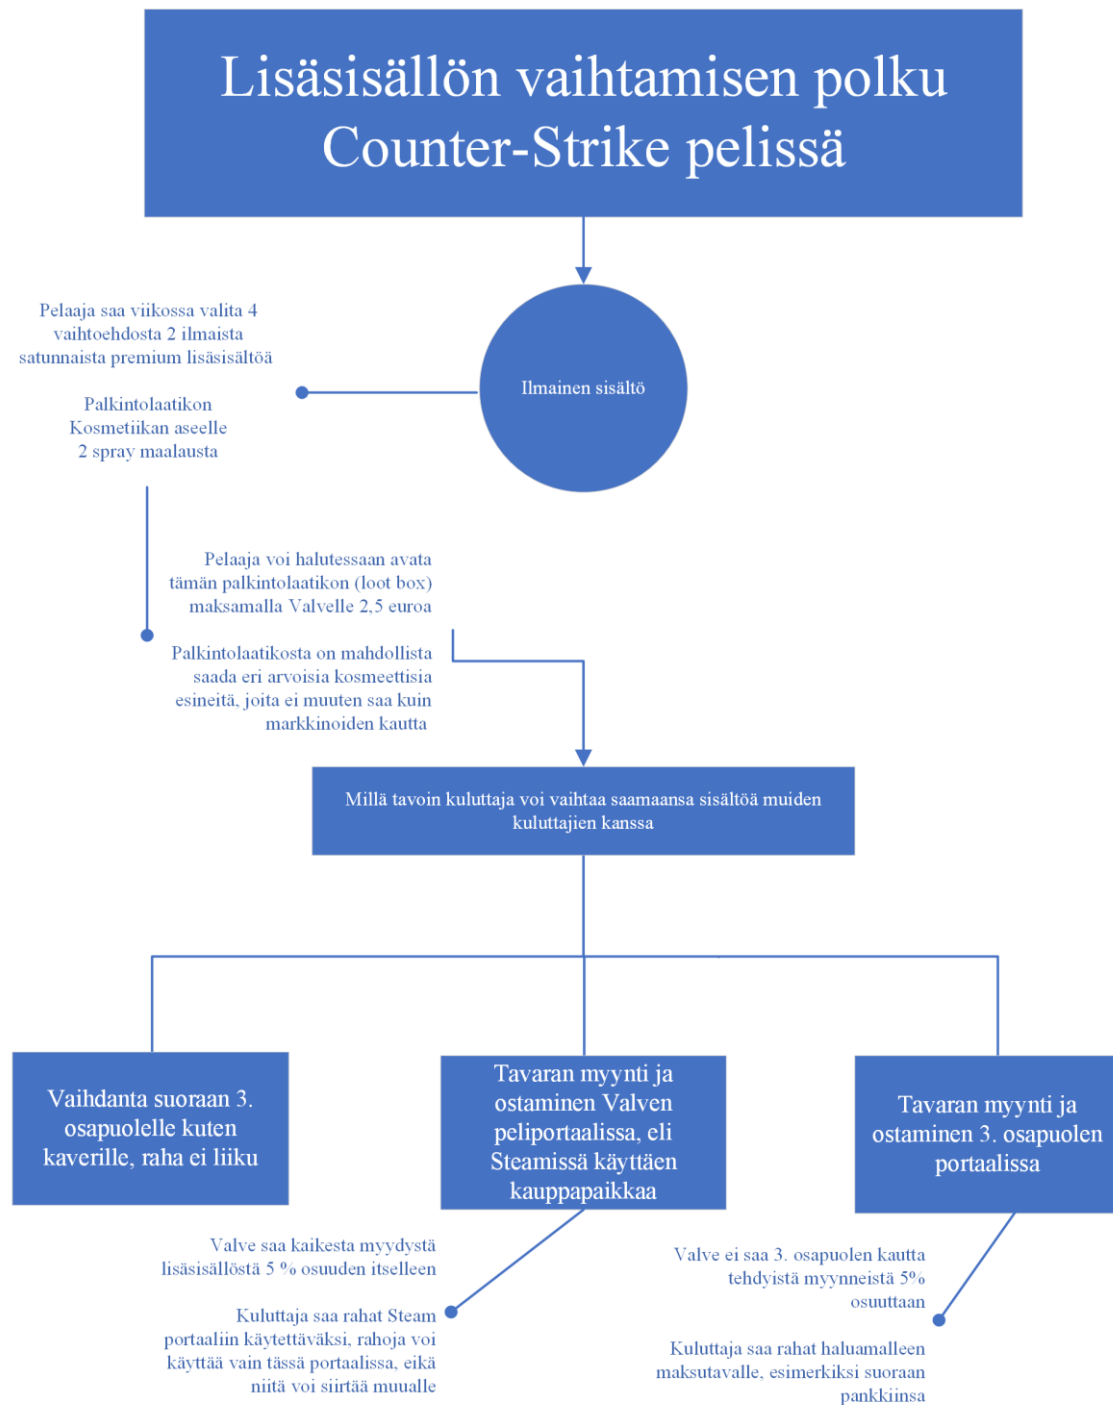 Lisäsisällön vaihtamisen polku
Counter-Strike pelissä
Pelaaja saa viikossa valita 4
vaihtoehdosta 2 ilmaista
satunnaista premium lisäsisältöä
Palkintolaatikon
Kosmetiikan aseelle
2 spray maalausta
Ilmainen sisältö
Pelaaja voi halutessaan avata
tämän palkintolaatikon (loot box)
maksamalla Valvelle 2,5 euroa
Palkintolaatikosta on mahdollista
saada eri arvoisia kosmeettisia
esineitä, joita ei muuten saa kuin
markkinoiden kautta
Millä tavoin kuluttaja voi vaihtaa saamaansa sisältöä muiden
kuluttajien kanssa
Vaihdanta suoraan 3.
osapuolelle kuten
kaverille, raha ei liiku
Tavaran myynti ja
ostaminen Valven
peliportaalissa, eli
Steamissä käyttäen
kauppapaikkaa
Tavaran myynti ja
ostaminen 3. osapuolen
portaalissa
Valve saa kaikesta myydystä
lisäsisällöstä 5 % osuuden itselleen
Kuluttaja saa rahat Steam
portaaliin käytettäväksi, rahoja voi
käyttää vain tässä portaalissa, eikä
niitä voi siirtää muualle
Valve ei saa 3. osapuolen kautta
tehdyistä myynneistä 5%
osuuttaan
Kuluttaja saa rahat haluamalleen
maksutavalle, esimerkiksi suoraan
pankkiinsa